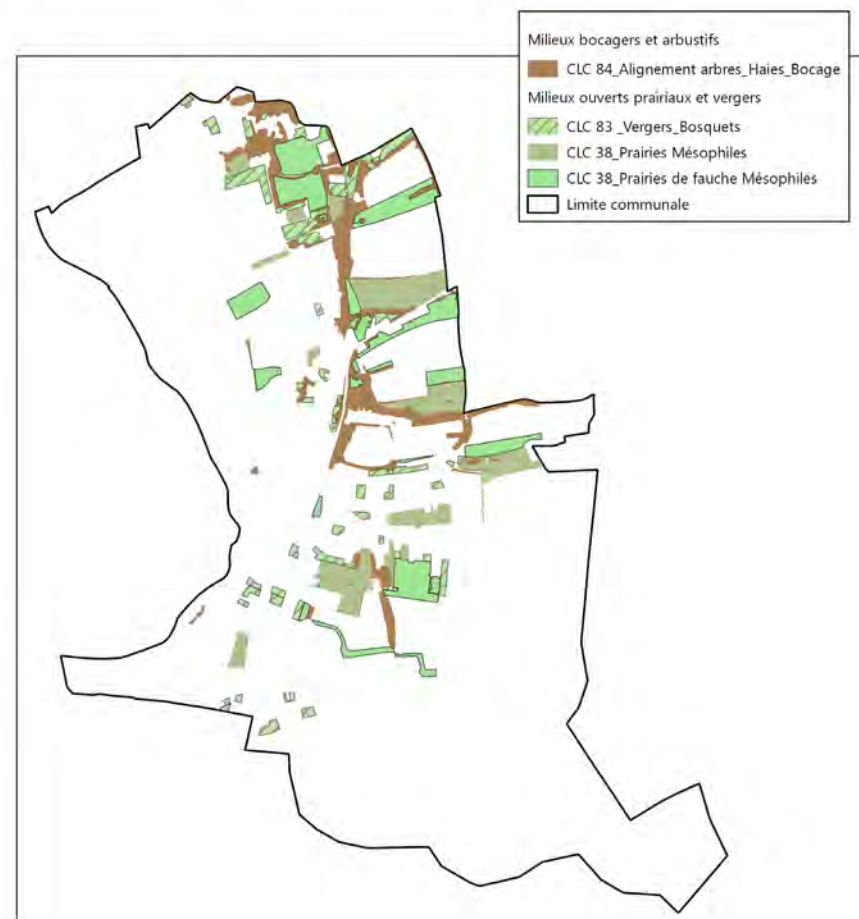 Milieux bocagers et arbustifs
CLC 84_Alignement arbres_Haies_Bocage
Milieux ouverts prairiaux et vergers
CLC 83 _Vergers_Bosquets
CLC 38_Prairies Mésophiles
CLC 38_Prairies de fauche Mésophiles
Limite communale